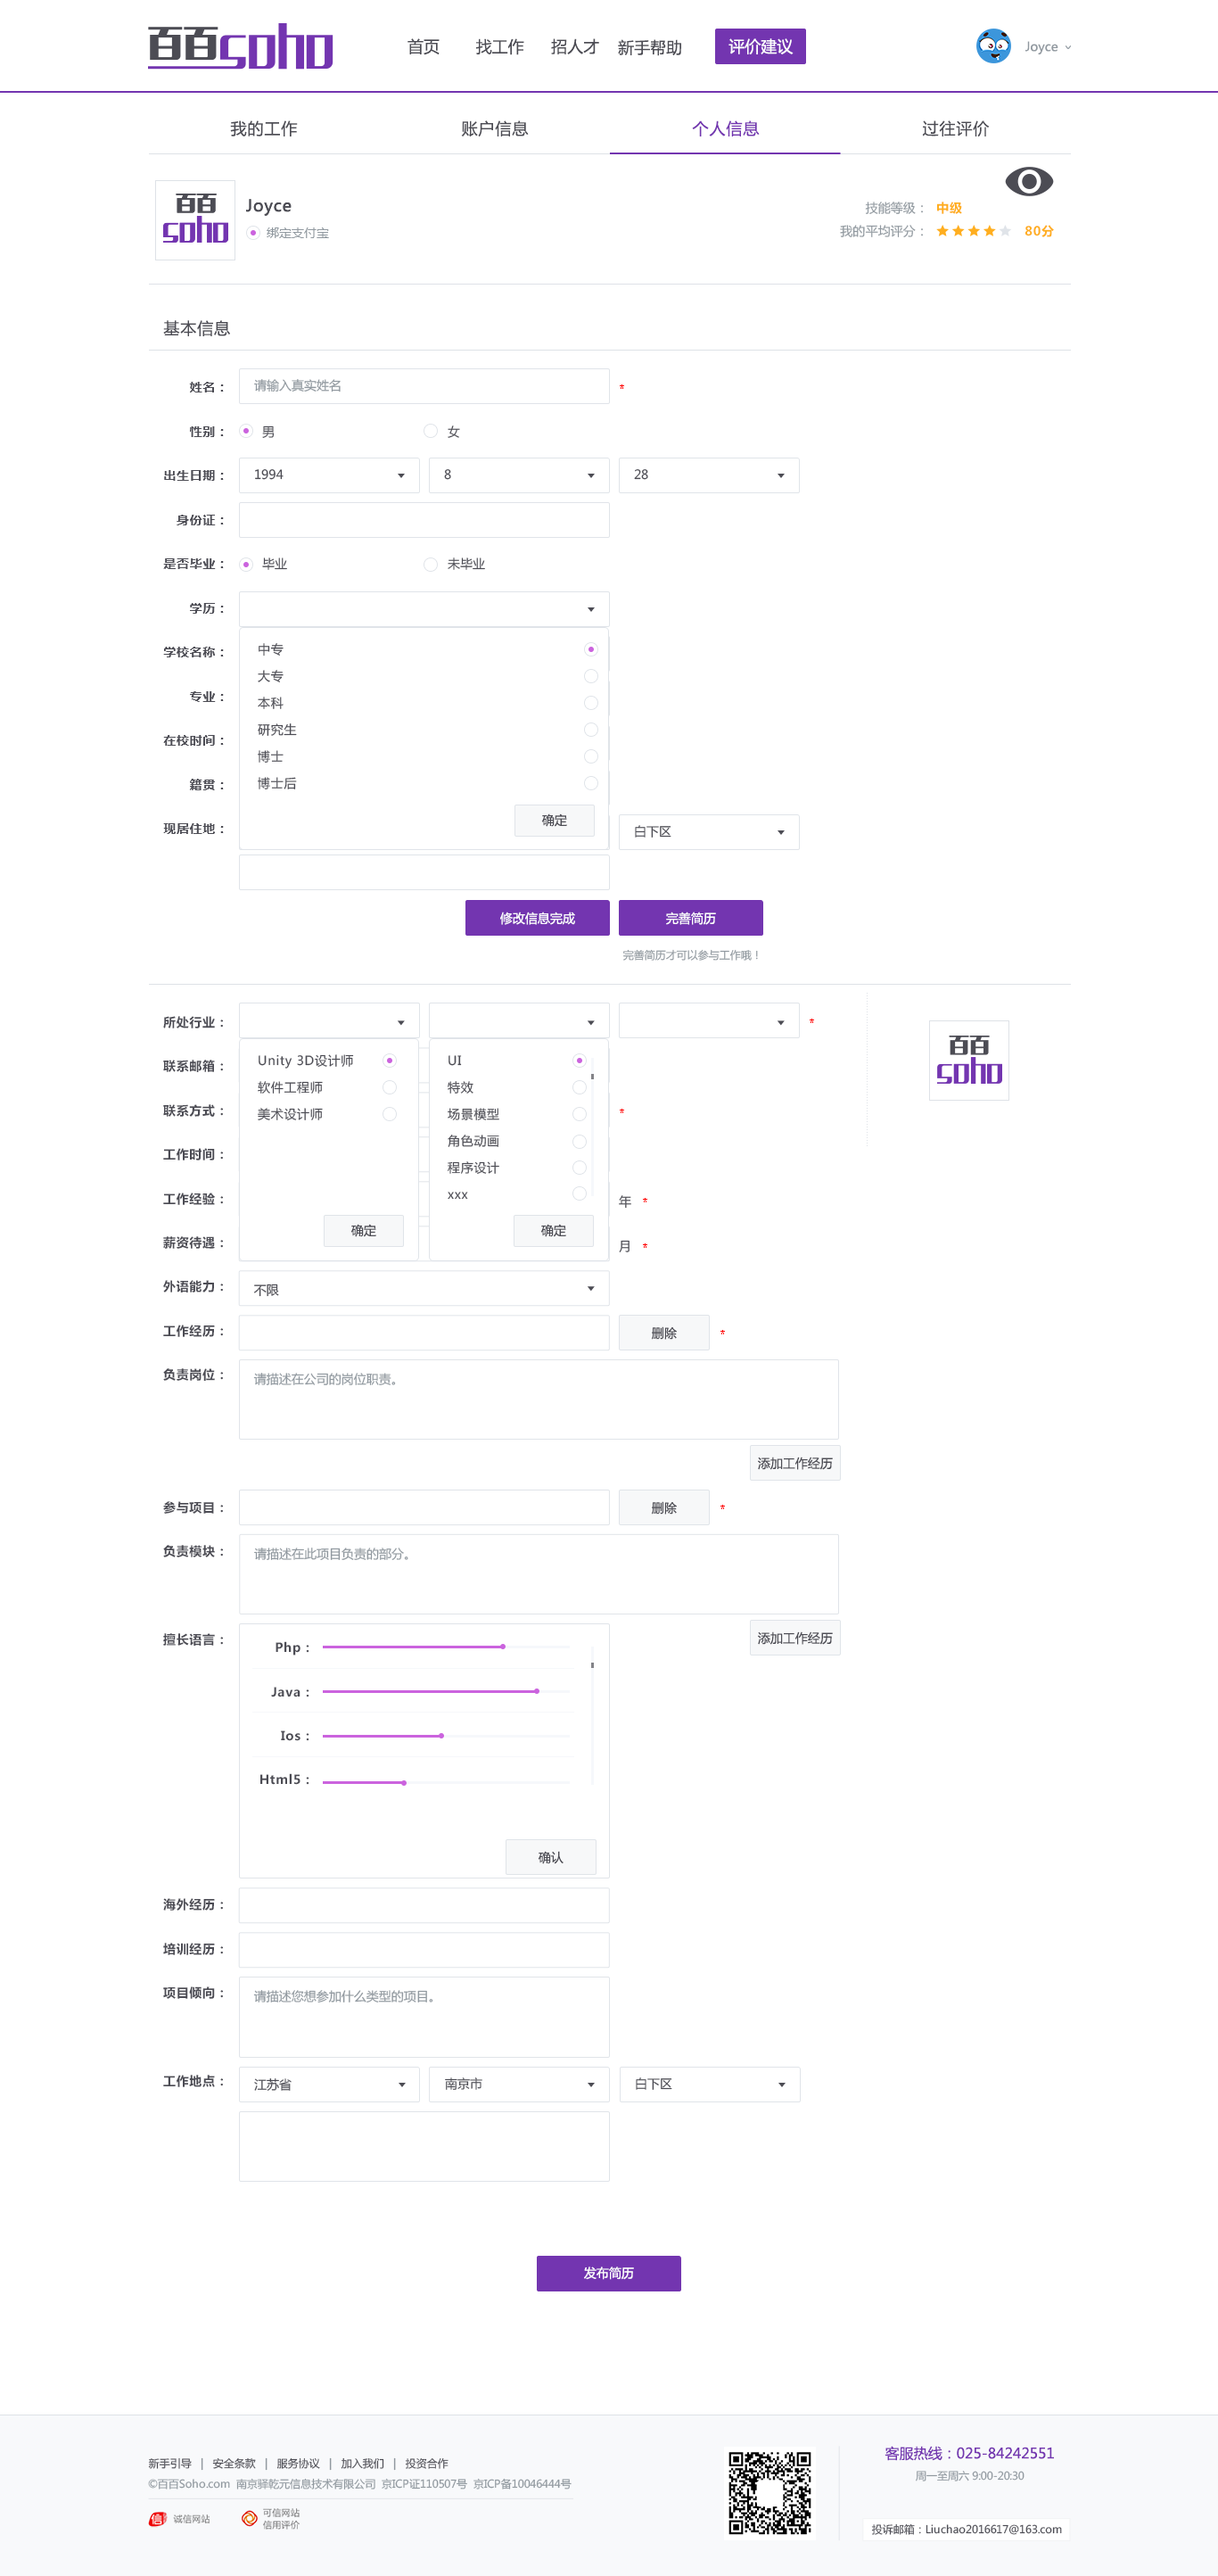 百百soho 首页 找工作 招人才 新手帮助 评价建议 Joyce
我的工作 账户信息 个人信息 过往评价
百百
soho
Joyce
绑定支付宝
技能等级： 中级
我的平均评分： 80分
基本信息
姓名： 请输入真实姓名 *
性别： 男 女
出生日期： 1994 8 28
身份证：
是否毕业： 毕业 未毕业
学历：
学校名称： 中专
大专
专业： 本科
研究生
在校时间： 博士
籍贯： 博士后
确定
现居住地： 白下区
修改信息完成 完善简历
完善简历才可以参与工作哦！
所处行业： *
百百
soho
联系邮箱： Unity 3D设计师 UI
软件工程师 特效
联系方式： 美术设计师 场景模型 *
角色动画
工作时间： 程序设计
工作经验： xxx 年 *
薪资待遇： 确定 确定 月 *
外语能力： 不限
工作经历： 删除 *
负责岗位： 请描述在公司的岗位职责。
添加工作经历
参与项目： 删除 *
负责模块： 请描述在此项目负责的部分。
添加工作经历
擅长语言： Php：
Java：
Ios：
Html5：
确认
海外经历：
培训经历：
项目倾向： 请描述您想参加什么类型的项目。
工作地点： 江苏省 南京市 白下区
发布简历
新手引导 | 安全条款 | 服务协议 | 加入我们 | 投资合作
©百百Soho.com 南京驿乾元信息技术有限公司 京ICP证110507号 京ICP备10046444号
信 诚信网站 可信网站
信用评价
客服热线：025-84242551
周一至周六 9:00-20:30
投诉邮箱：Liuchao2016617@163.com